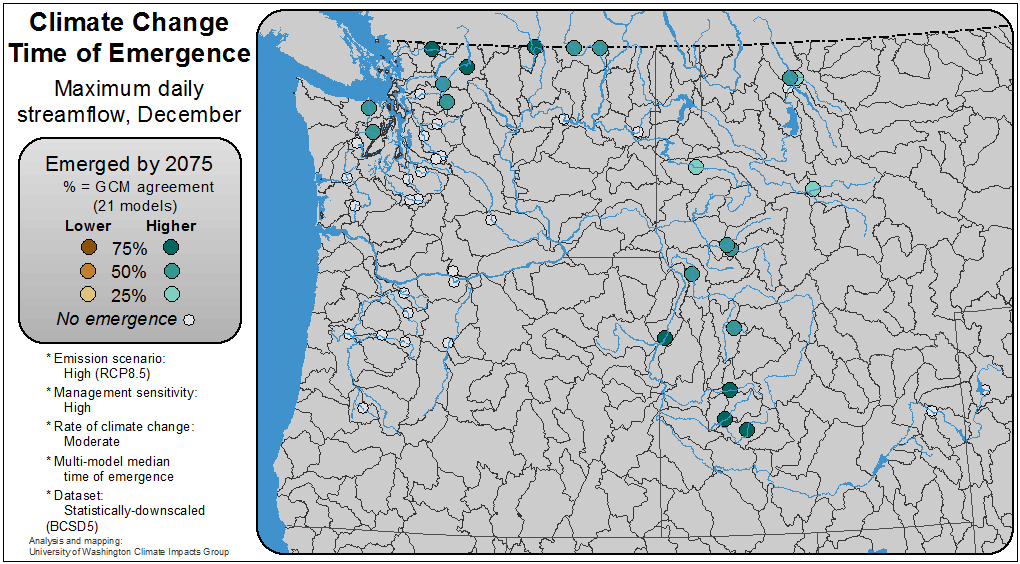 Climate Change
Time of Emergence
Maximum daily
streamflow, December
Emerged by 2075
% = GCM agreement
(21 models)
Lower Higher
75%
50%
25%
No emergence
* Emission scenario:
High (RCP8.5)
* Management sensitivity:
High
* Rate of climate change:
Moderate
* Multi-model median
time of emergence
* Dataset:
Statistically-downscaled
(BCSD5)
Analysis and mapping:
University of Washington Climate Impacts Group